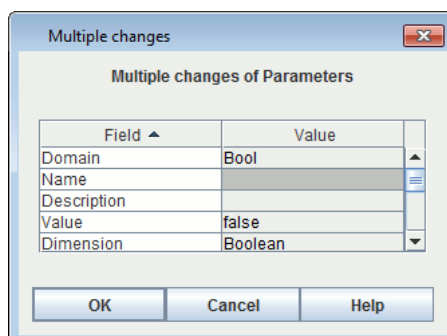 Multiple changes
Multiple changes of Parameters
Field Value
Domain Bool
Name
Description
Value false
Dimension Boolean
OK Cancel Help